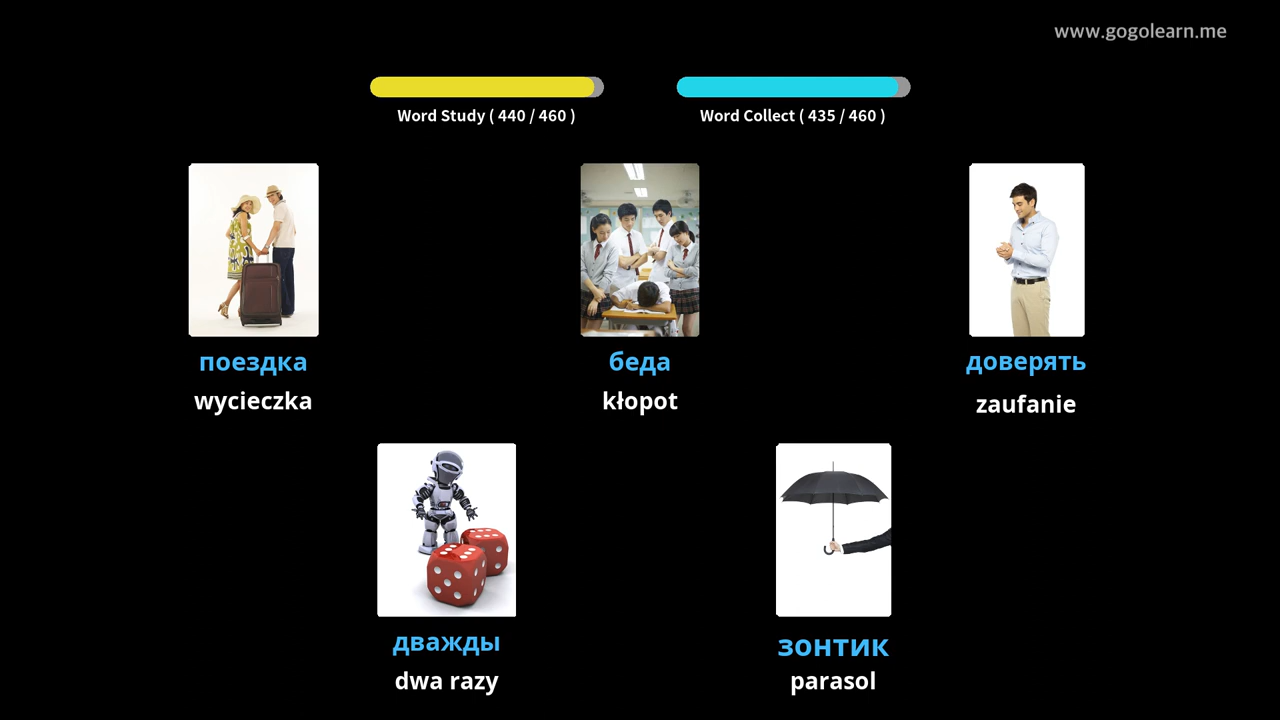 www.gogolearn.me
Word Study ( 440 / 460 )
Word Collect ( 435 / 460 )
поездка
беда
доверять
wycieczka
kłopot
zaufanie
дважды
зонтик
dwa razy
parasol